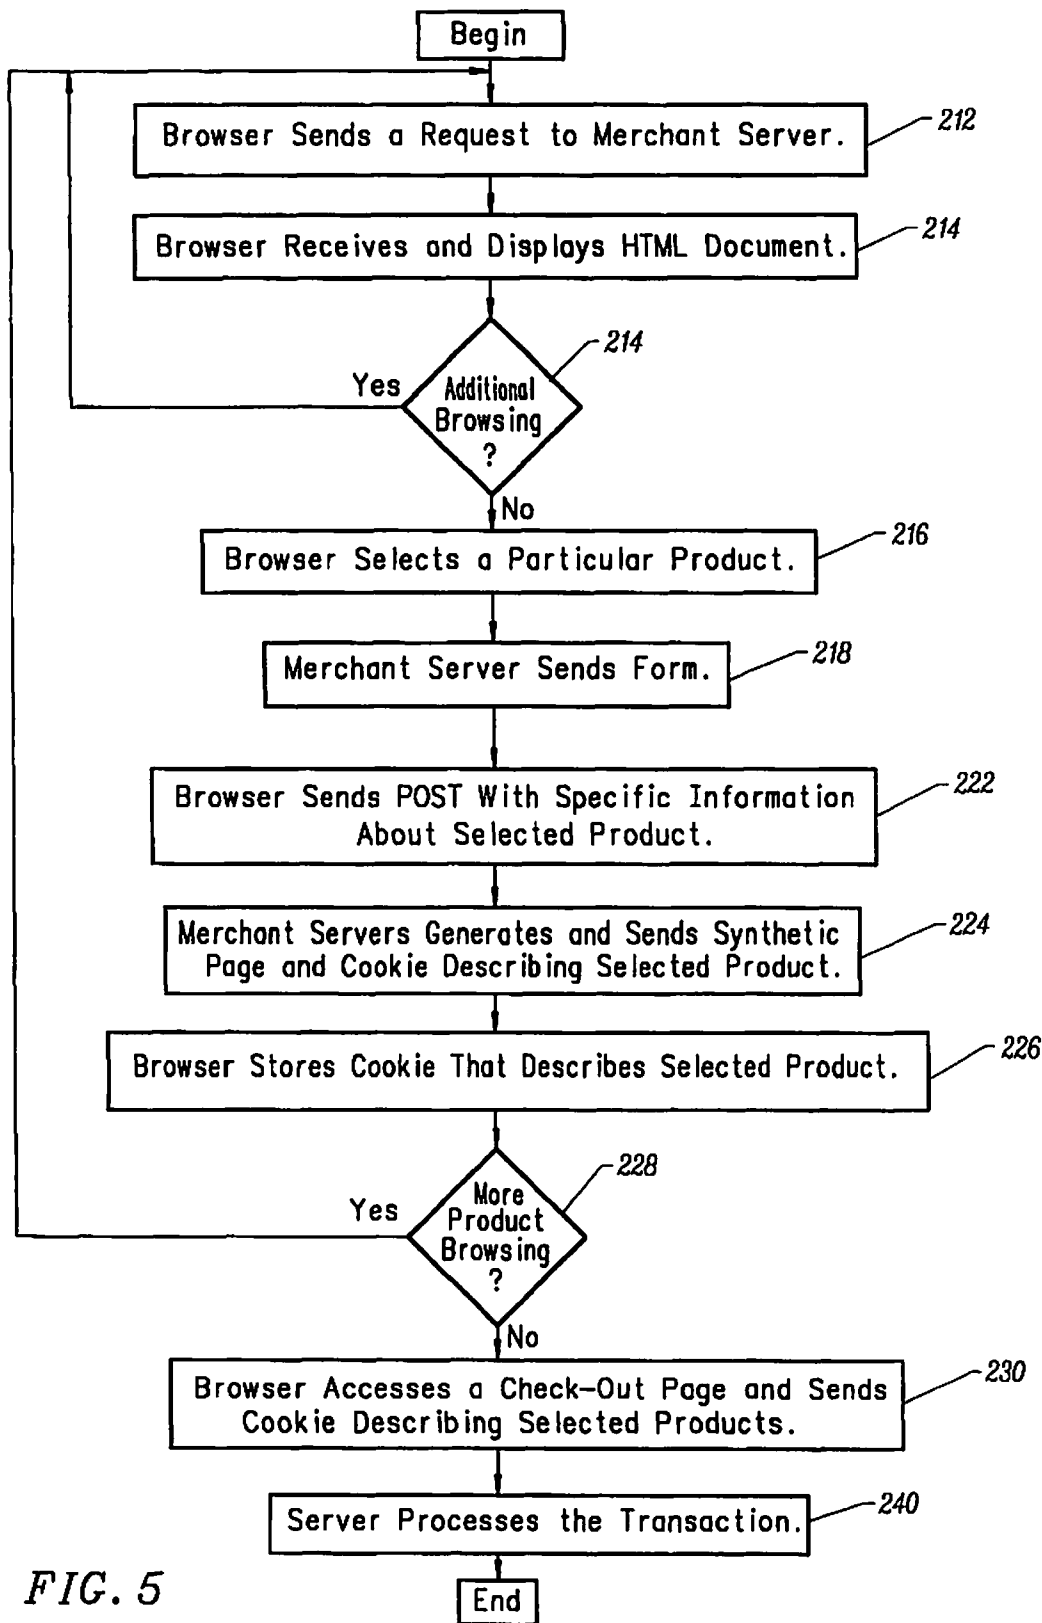 Begin
Browser Sends a Request to Merchant Server.
212
Browser Receives and Displays HTML Document.
214
214
Yes
Additional
Browsing
?
No
216
Browser Selects a Particular Product.
Merchant Server Sends Form.
218
Browser Sends POST With Specific Information
About Selected Product.
222
Merchant Servers Generates and Sends Synthetic
Page and Cookie Describing Selected Product.
224
Browser Stores Cookie That Describes Selected Product.
226
228
Yes
More
Product
Browsing
?
No
Browser Accesses a Check-Out Page and Sends
Cookie Describing Selected Products.
230
Server Processes the Transaction.
240
End
FIG. 5